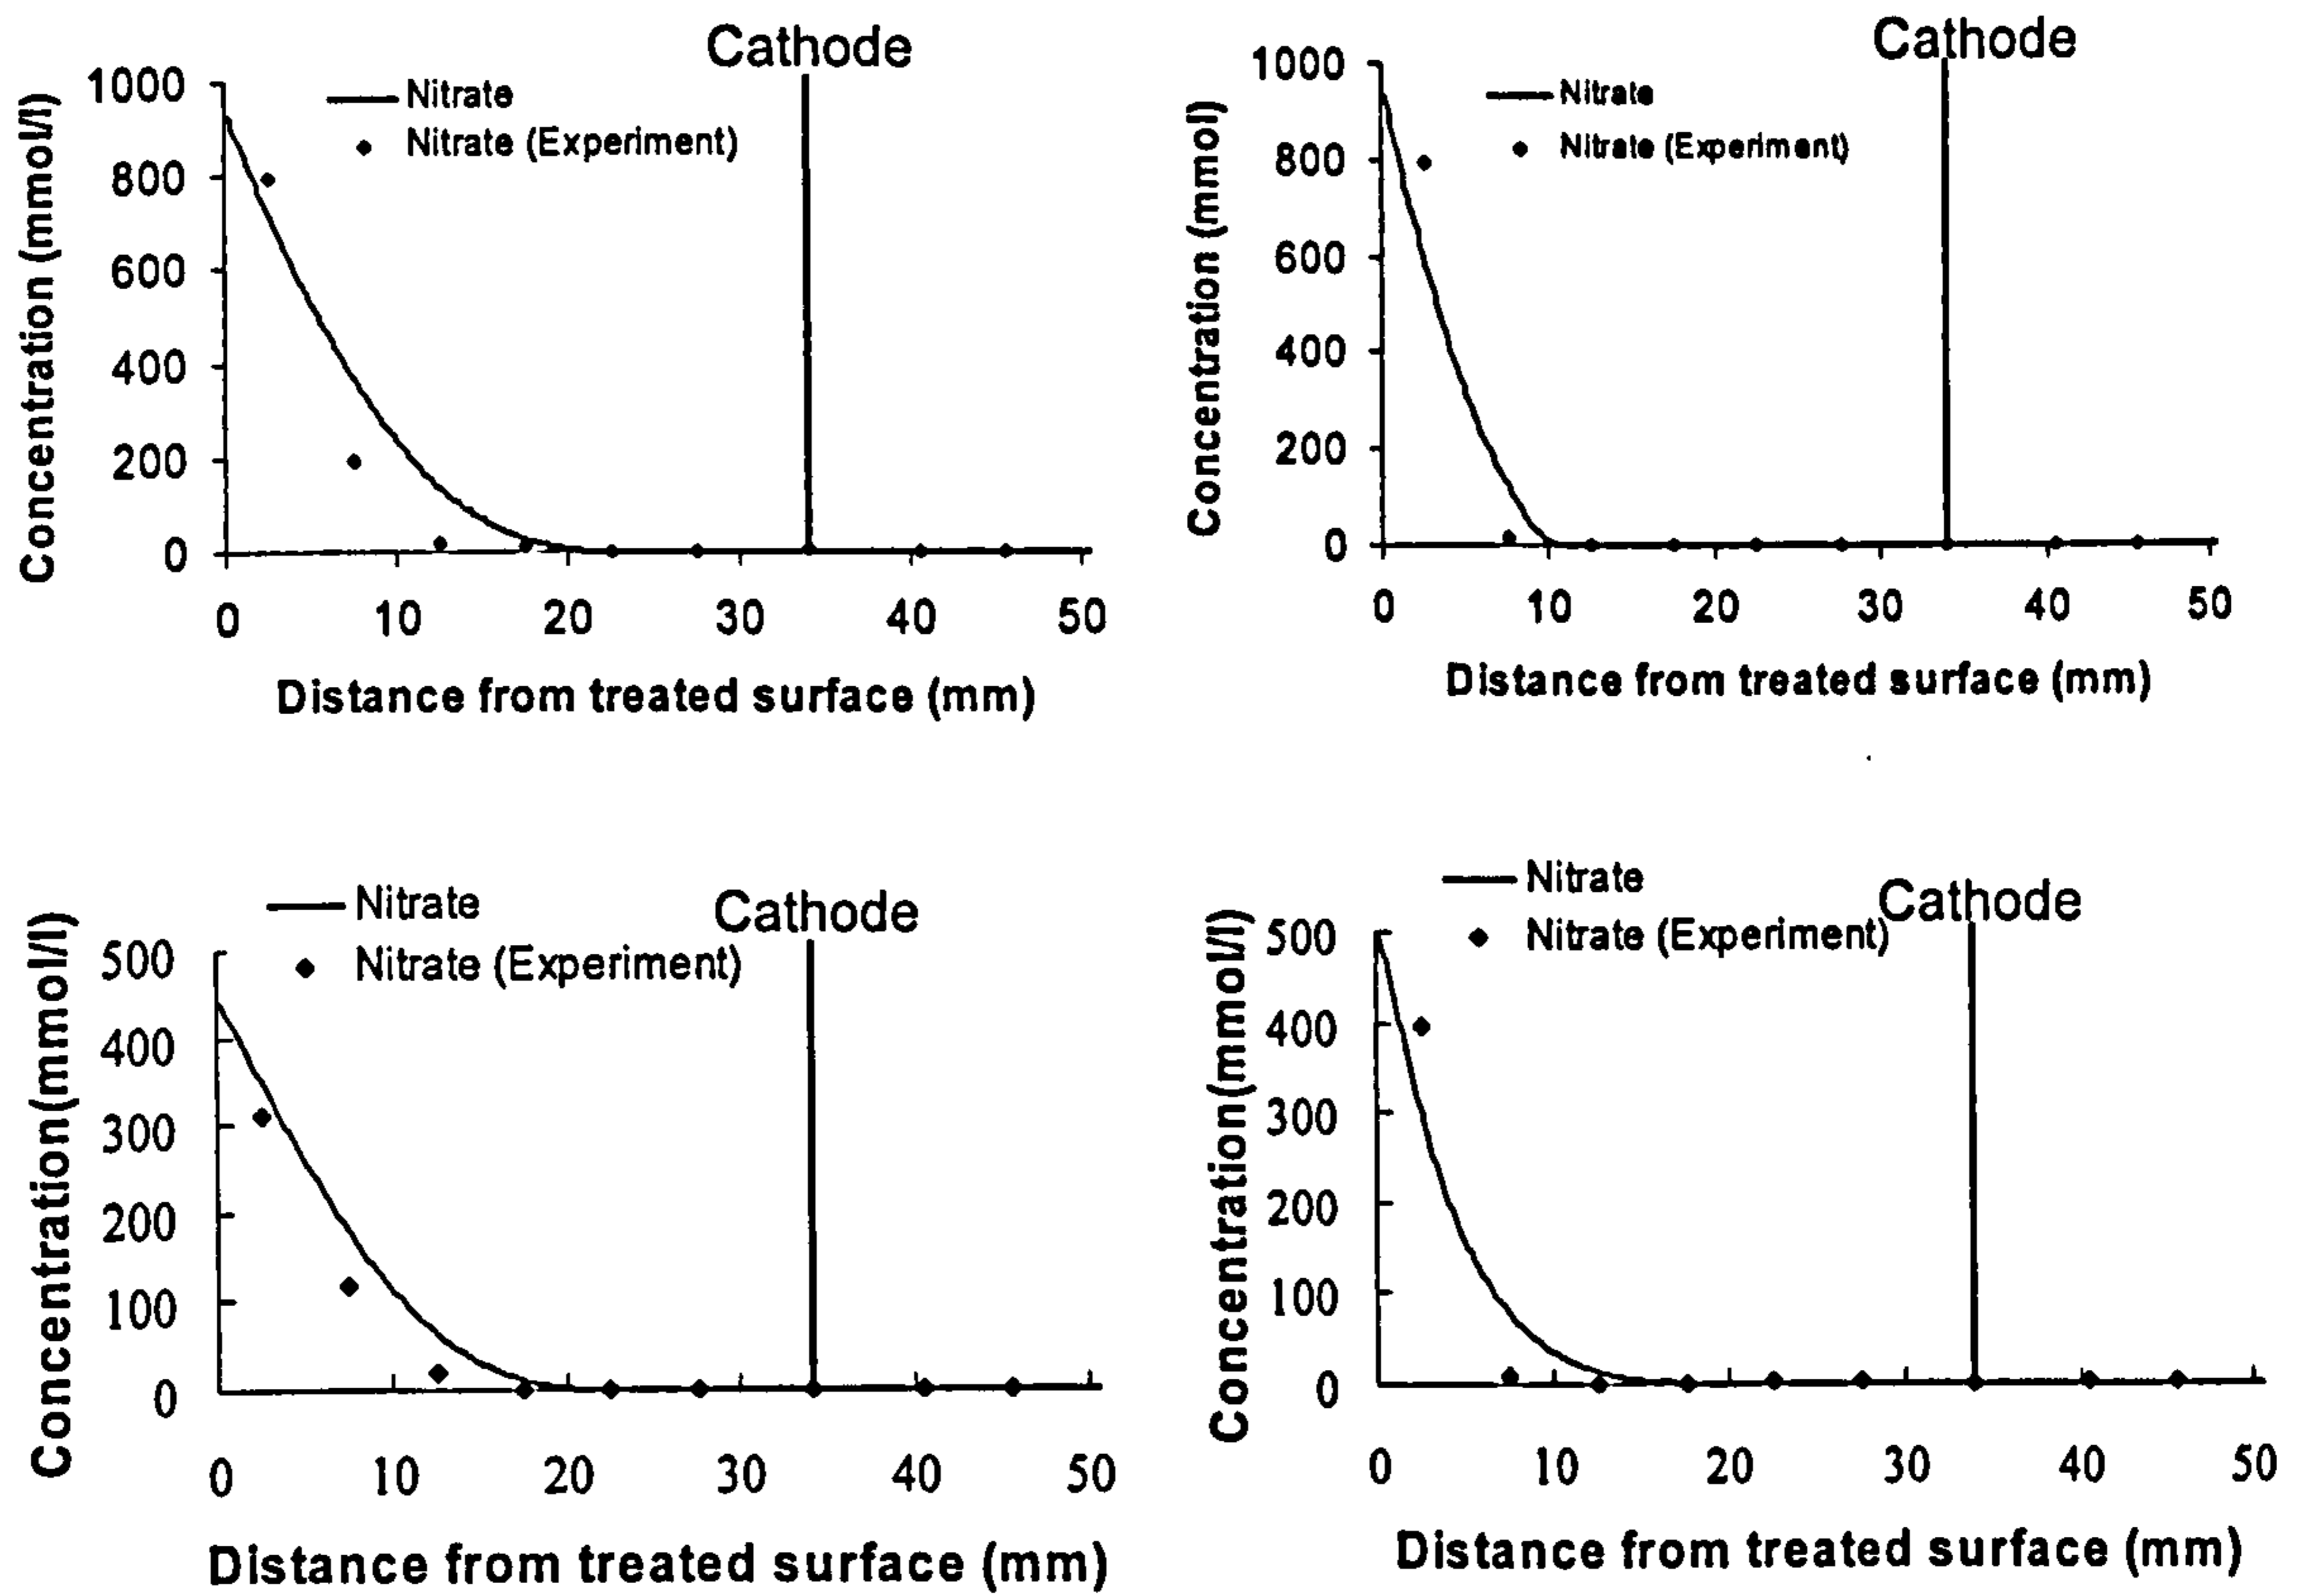 Cathode
1000
Nitrate
Nitrate (Experiment)
800
600
400
200
0
Concentration (mmol/l)
0 10 20 30 40 50
Distance from treated surface (mm)
Cathode
1000
Nitrate
Nitrate (Experiment)
800
600
400
200
0
Concentration (mmol)
0 10 20 30 40 50
Distance from treated surface (mm)
Nitrate
Cathode
Nitrate (Experiment)
500
400
300
200
100
0
Concentration(mmol/l)
0 10 20 30 40 50
Distance from treated surface (mm)
Nitrate
Cathode
Nitrate (Experiment)
500
400
300
200
100
0
Concentration(mmol/l)
0 10 20 30 40 50
Distance from treated surface (mm)